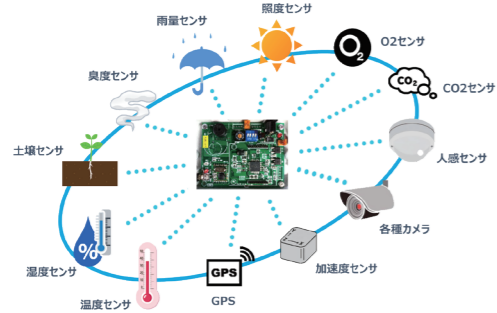 雨量センサ
照度センサ
O2センサ
O2
臭度センサ
CO2
CO2センサ
土壌センサ
人感センサ
各種カメラ
%
湿度センサ
加速度センサ
GPS
温度センサ
GPS